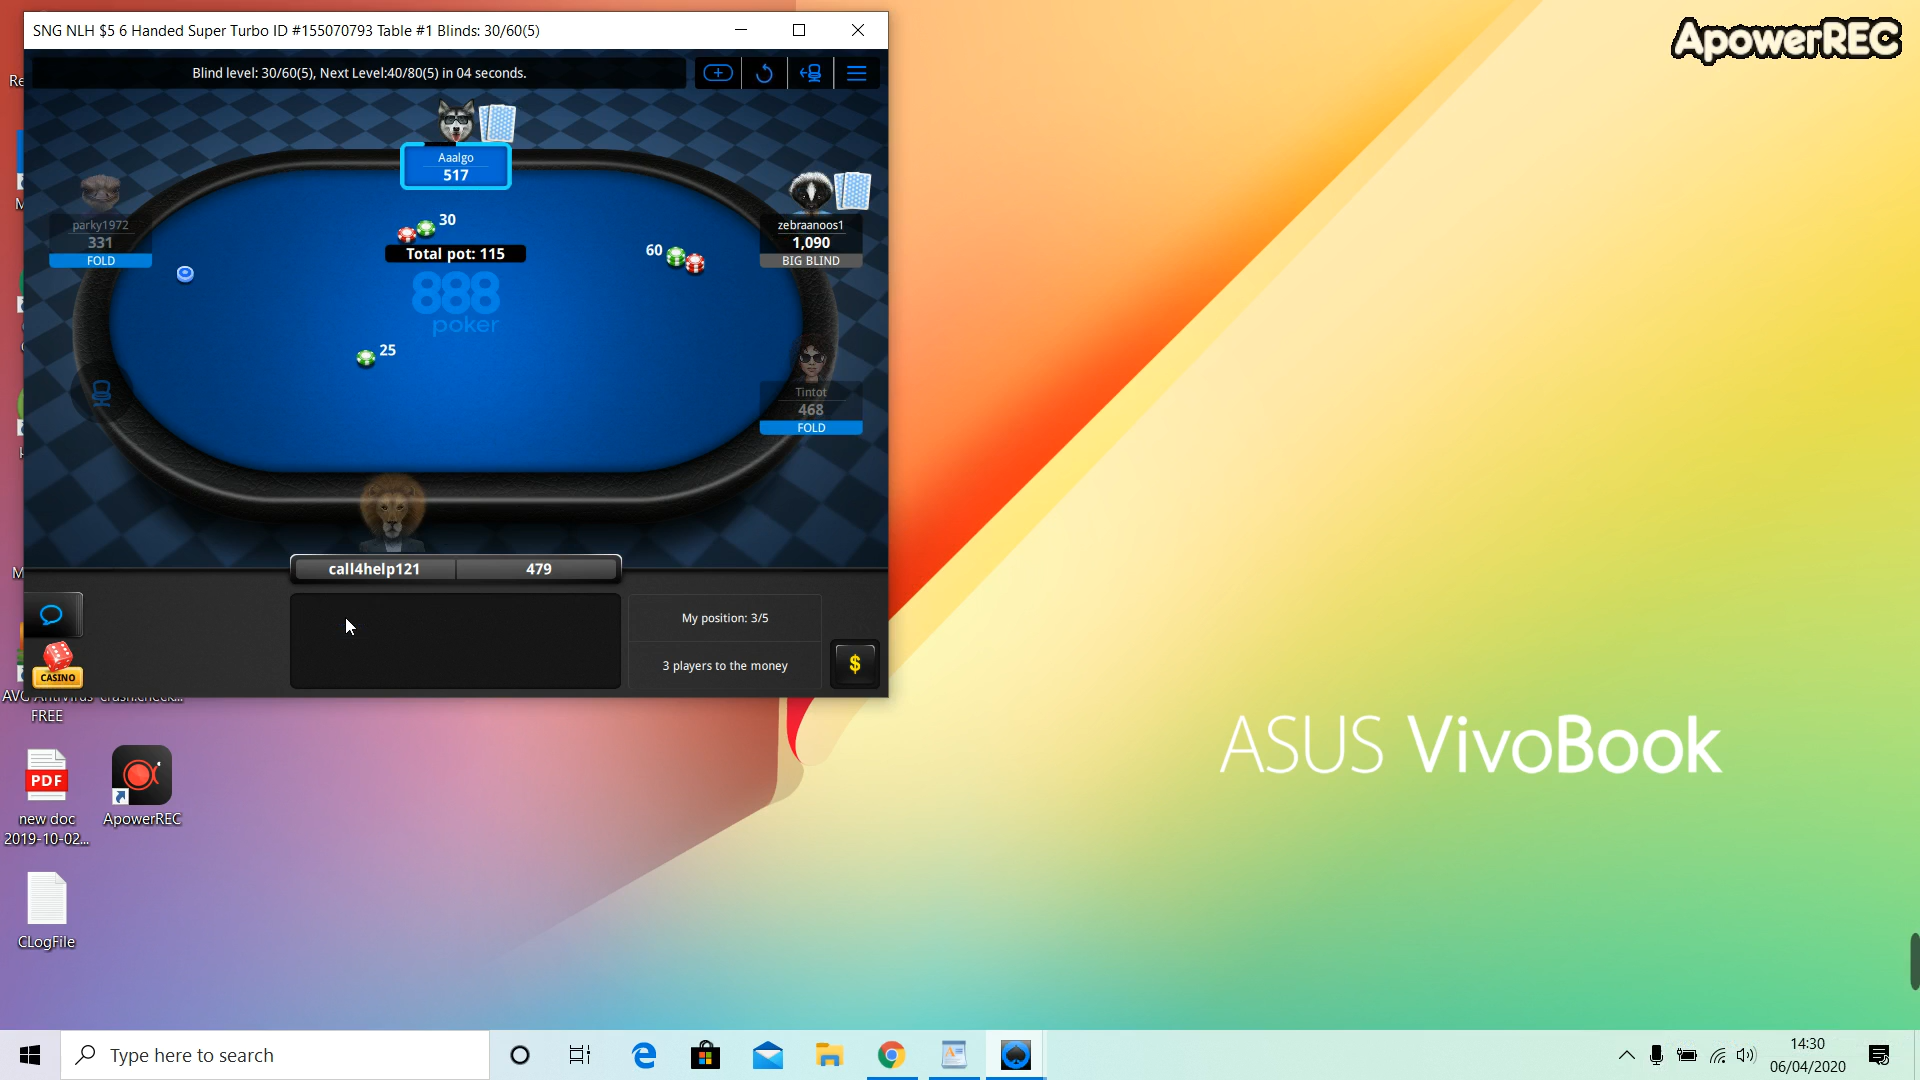 SNG NLH $5 6 Handed Super Turbo ID #155070793 Table #1 Blinds: 30/60(5)
Blind level: 30/60(5), Next Level:40/80(5) in 04 seconds.
ApowerREC
Aaalgo
517
parky1972
331
FOLD
zebraanoos1
1,090
BIG BLIND
30
Total pot: 115
60
888
poker
25
Tintot
468
FOLD
call4help121
479
My position: 3/5
3 players to the money
$
CASINO
AVG AntiVirus
FREE
crash.check...
PDF
new doc
2019-10-02...
ApowerREC
CLogFile
ASUS VivoBook
Type here to search
14:30
06/04/2020